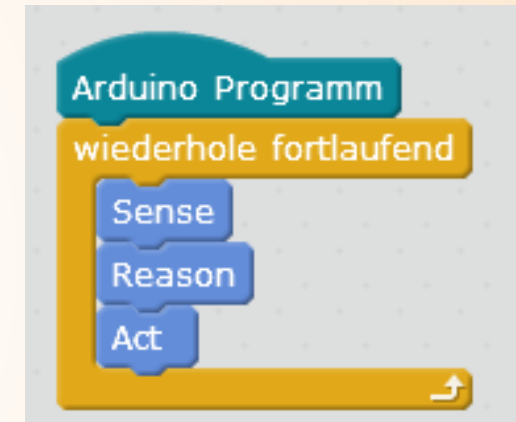 Arduino Programm
wiederhole fortlaufend
Sense
Reason
Act